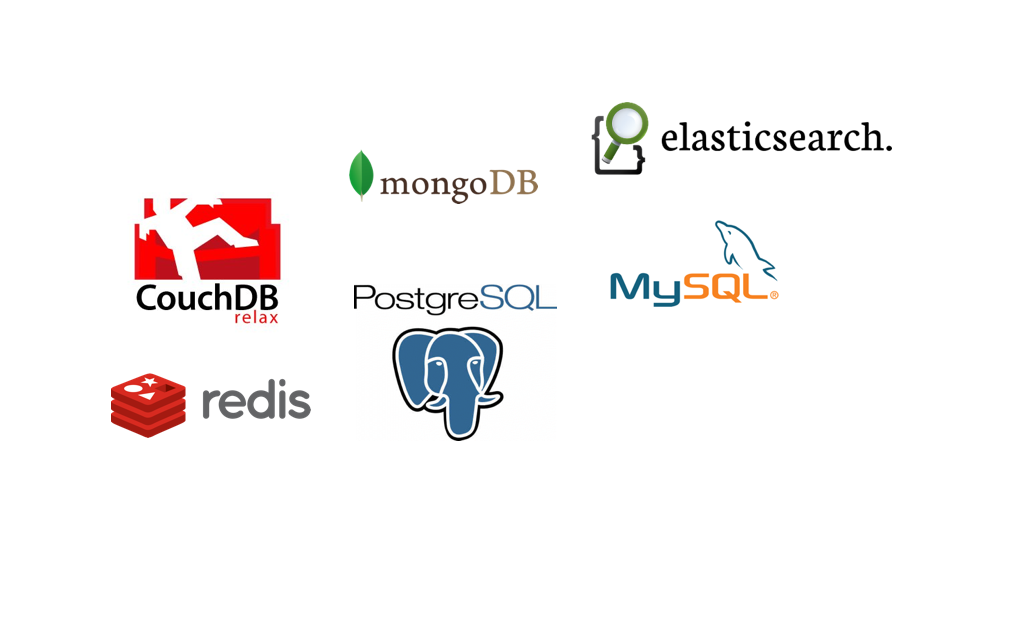 elasticsearch.
mongoDB
CouchDB
relax
PostgreSQL
MySQL®
redis